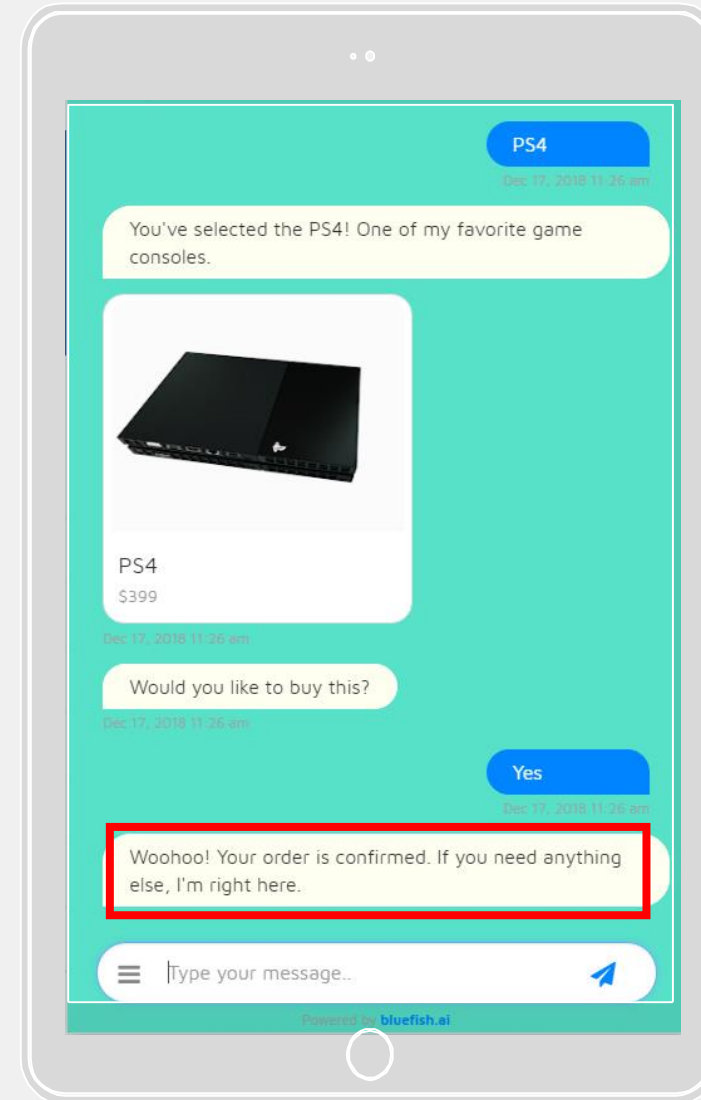 PS4
Dec 17, 2018 11:26 am
You've selected the PS4! One of my favorite game
consoles.
PS4
$399
Dec 17, 2018 11:26 am
Would you like to buy this?
Dec 17, 2018 11:26 am
Yes
Dec 17, 2018 11:26 am
Woohoo! Your order is confirmed. If you need anything
else, I'm right here.
Type your message..
Powered by bluefish.ai